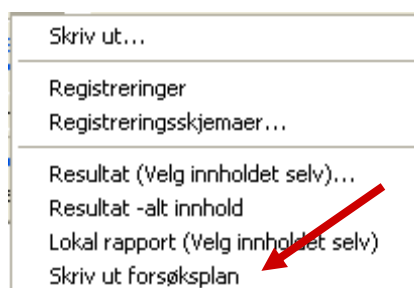 Skriv ut...
Registreringer
Registreringsskjemaer...
Resultat (Velg innholdet selv)...
Resultat -alt innhold
Lokal rapport (Velg innholdet selv)
Skriv ut forsøksplan